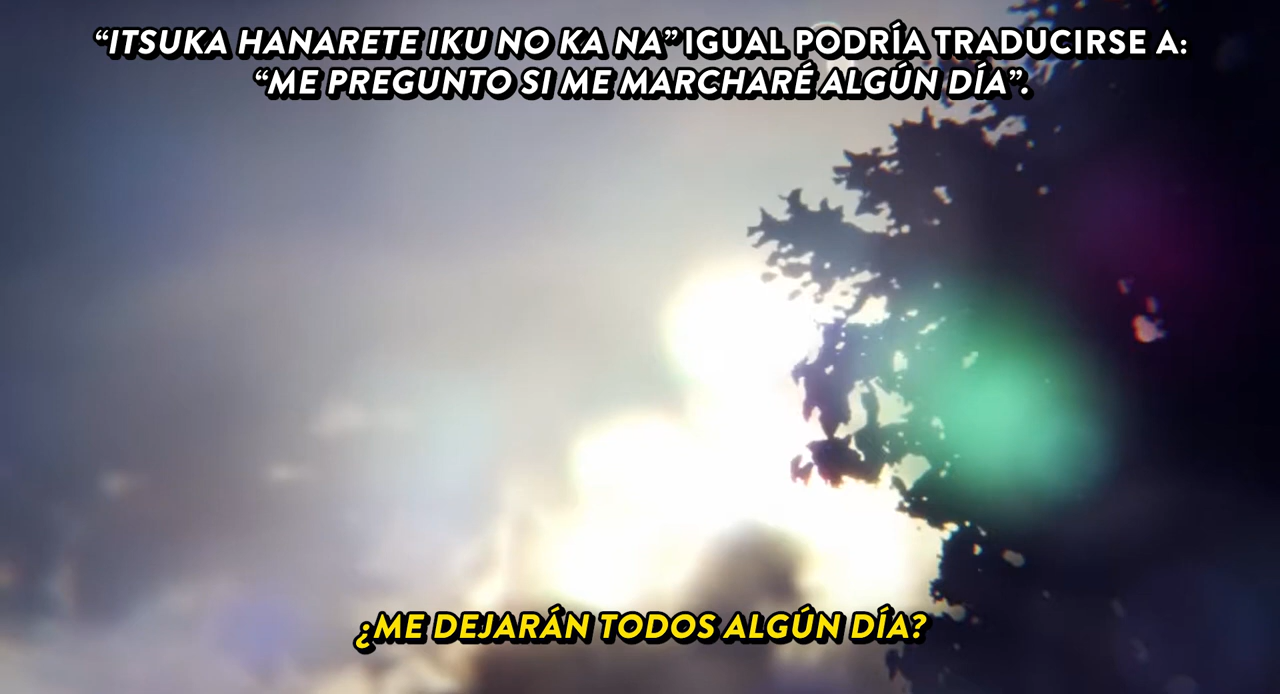 “ITSUKA HANARETE IKU NO KA NA” IGUAL PODRÍA TRADUCIRSE A:
“ME PREGUNTO SI ME MARCHARÉ ALGÚN DÍA”.
¿ME DEJARÁN TODOS ALGÚN DÍA?